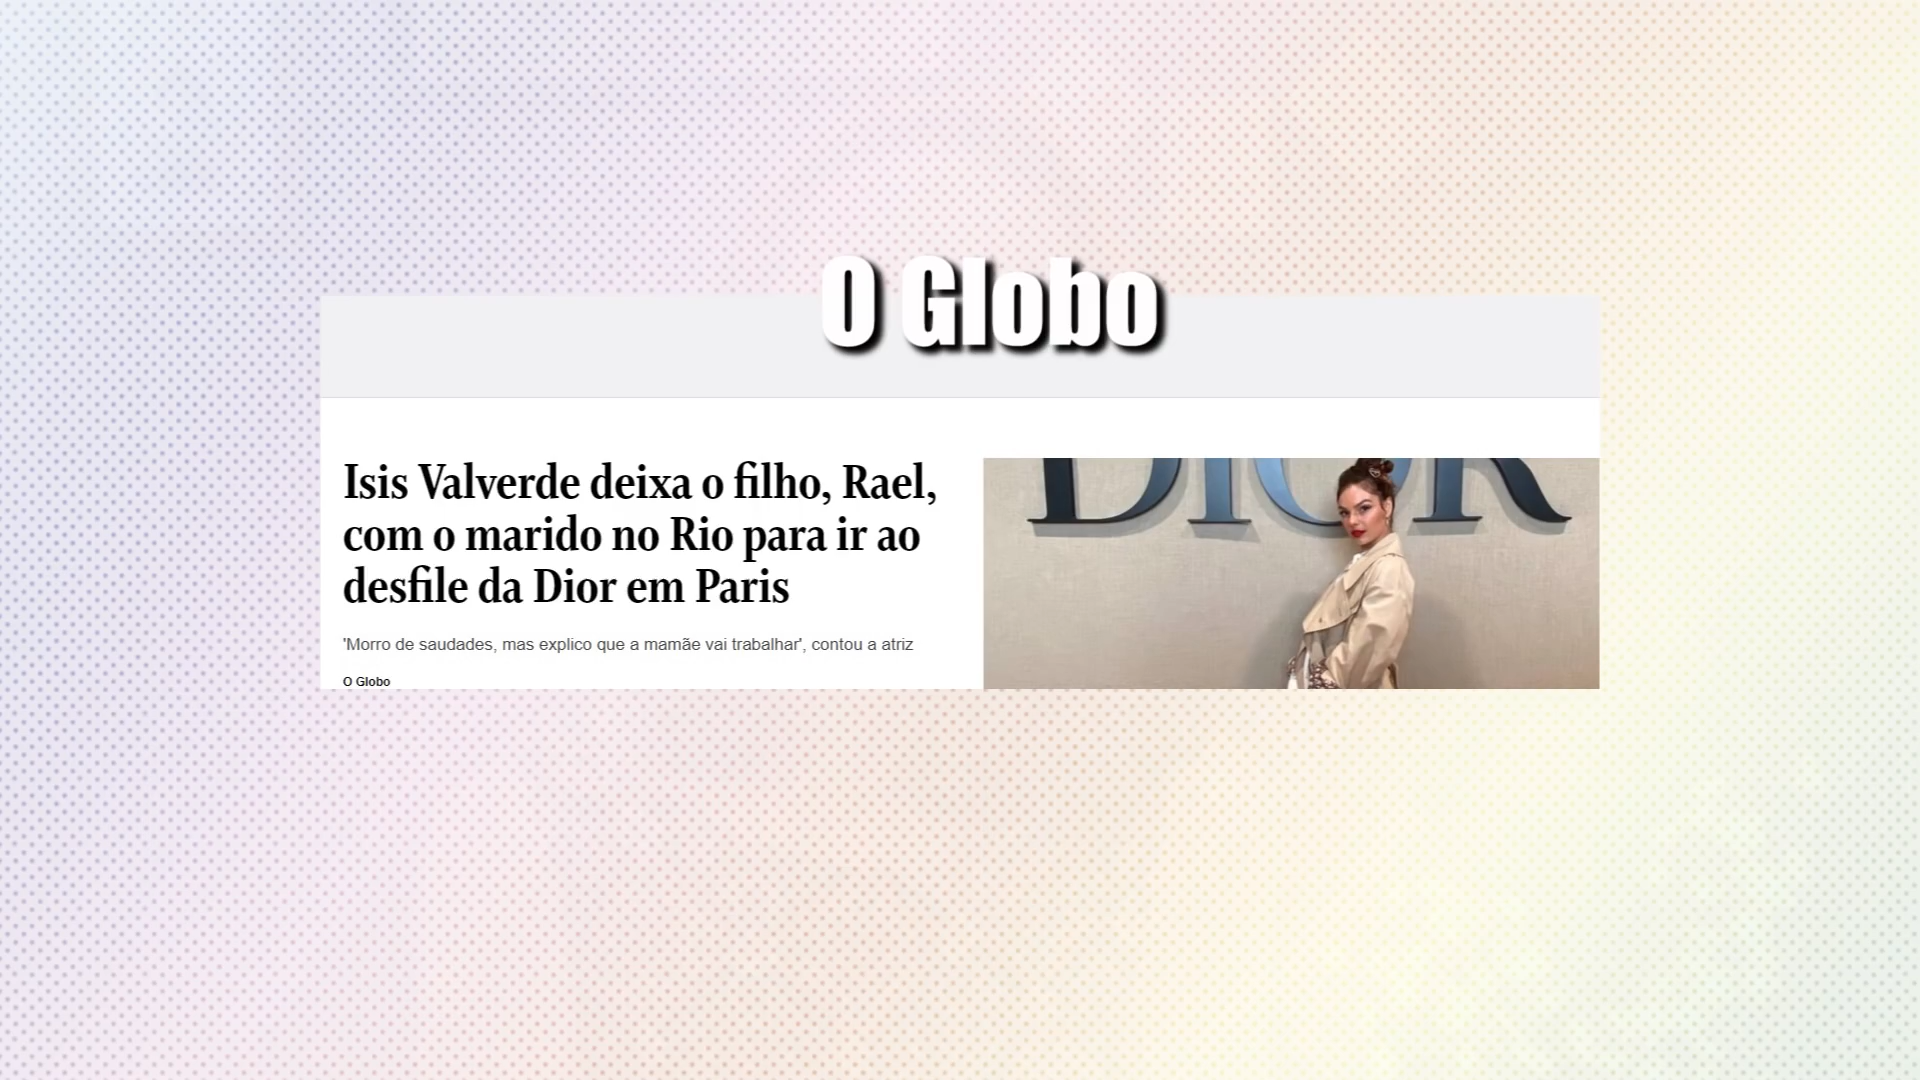 O Globo
Isis Valverde deixa o filho, Rael,
com o marido no Rio para ir ao
desfile da Dior em Paris
'Morro de saudades, mas explico que a mamãe vai trabalhar', contou a atriz
O Globo
DIOR